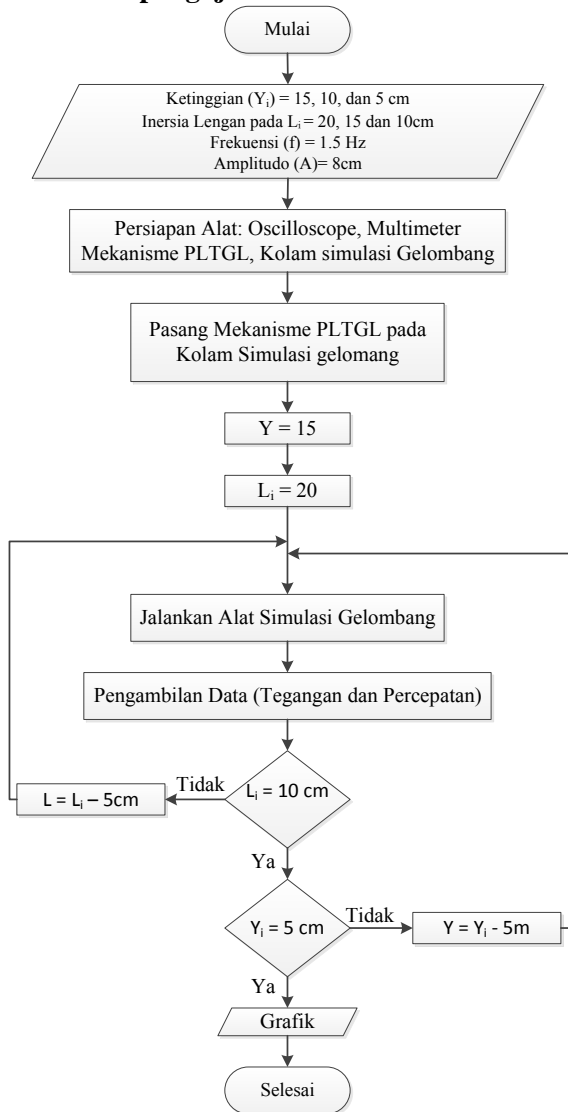 Mulai
Ketinggian (Yi) = 15, 10, dan 5 cm
Inersia Lengan pada Li = 20, 15 dan 10cm
Frekuensi (f) = 1.5 Hz
Amplitudo (A)= 8cm
Persiapan Alat: Oscilloscope, Multimeter
Mekanisme PLTGL, Kolam simulasi Gelombang
Pasang Mekanisme PLTGL pada
Kolam Simulasi gelomang
Y = 15
Li = 20
Jalankan Alat Simulasi Gelombang
Pengambilan Data (Tegangan dan Percepatan)
Li = 10 cm
Tidak
L = Li – 5cm
Ya
Yi = 5 cm
Tidak
Y = Yi - 5m
Ya
Grafik
Selesai